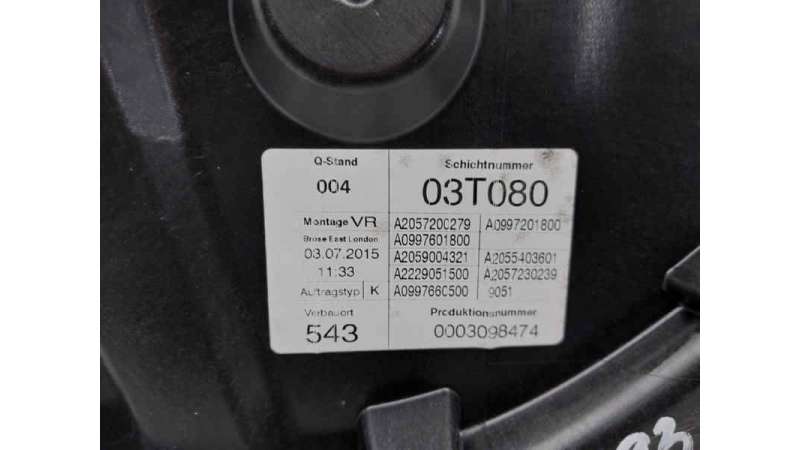 Q-Stand
004
Schichtnummer
03T080
Montage VR
Brose East London
03.07.2015
11:33
Auftragstyp K
A2057200279 A0997201800
A0997601800
A2059004321 A2055403601
A2229051500 A2057230239
A0997660500 9051
Verbauort
543
Produktionsnummer
0003098474